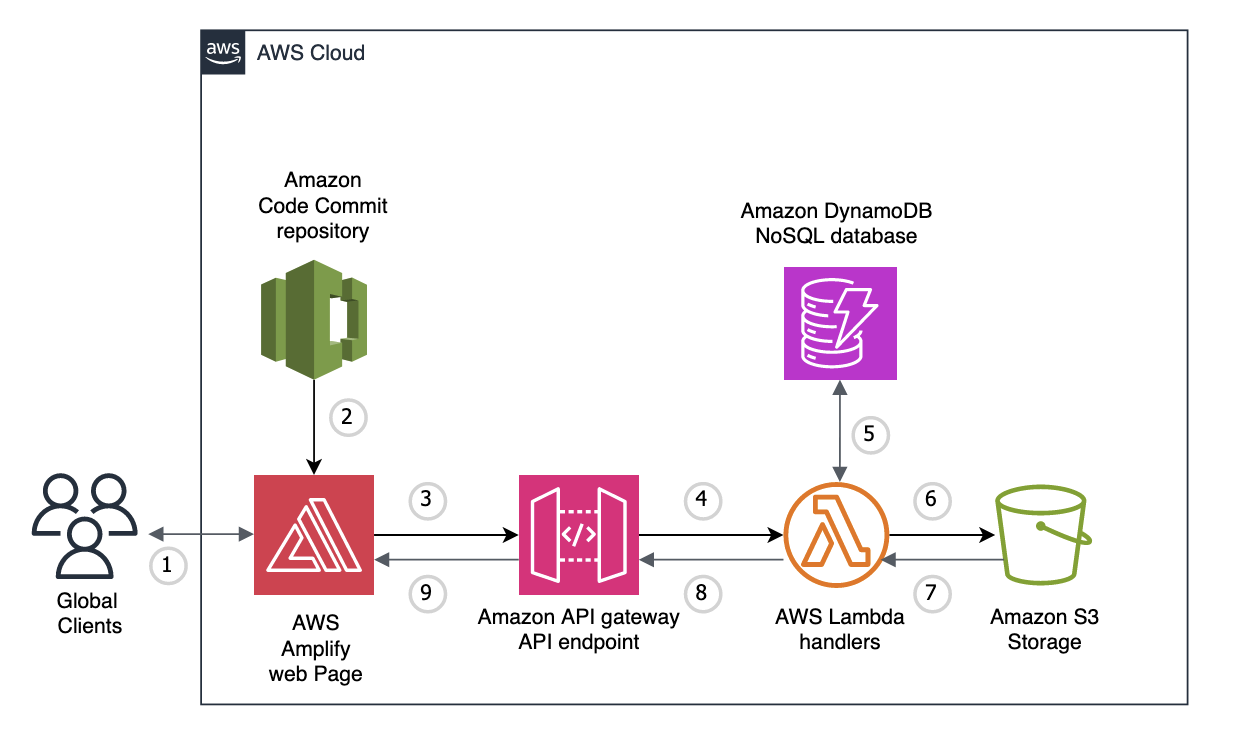 aws
AWS Cloud
Amazon
Code Commit
repository
Amazon DynamoDB
NoSQL database
2
5
3
4
6
1
</>
9
8
7
Global
Clients
AWS
Amplify
web Page
Amazon API gateway
API endpoint
AWS Lambda
handlers
Amazon S3
Storage